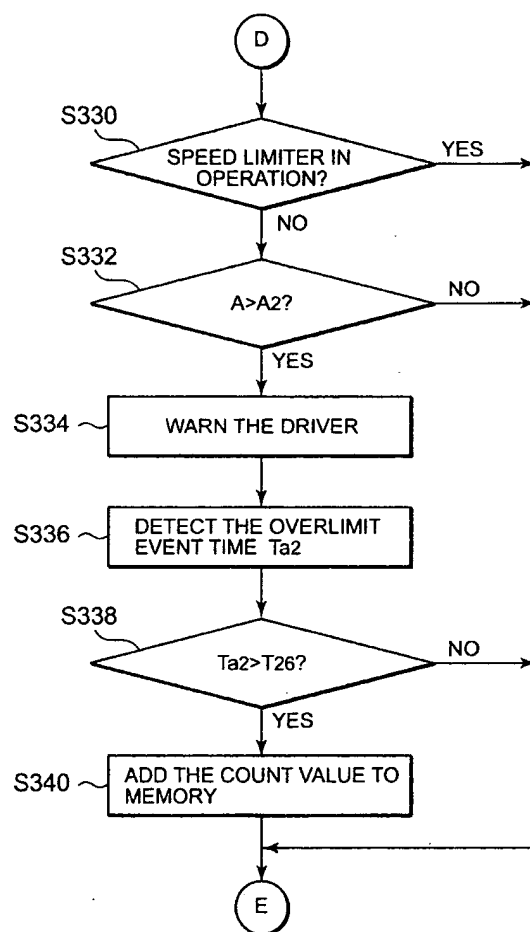 D
S330
SPEED LIMITER IN
OPERATION?
YES
NO
S332
A>A2?
NO
YES
S334
WARN THE DRIVER
S336
DETECT THE OVERLIMIT
EVENT TIME Ta2
S338
Ta2>T26?
NO
YES
S340
ADD THE COUNT VALUE TO
MEMORY
E